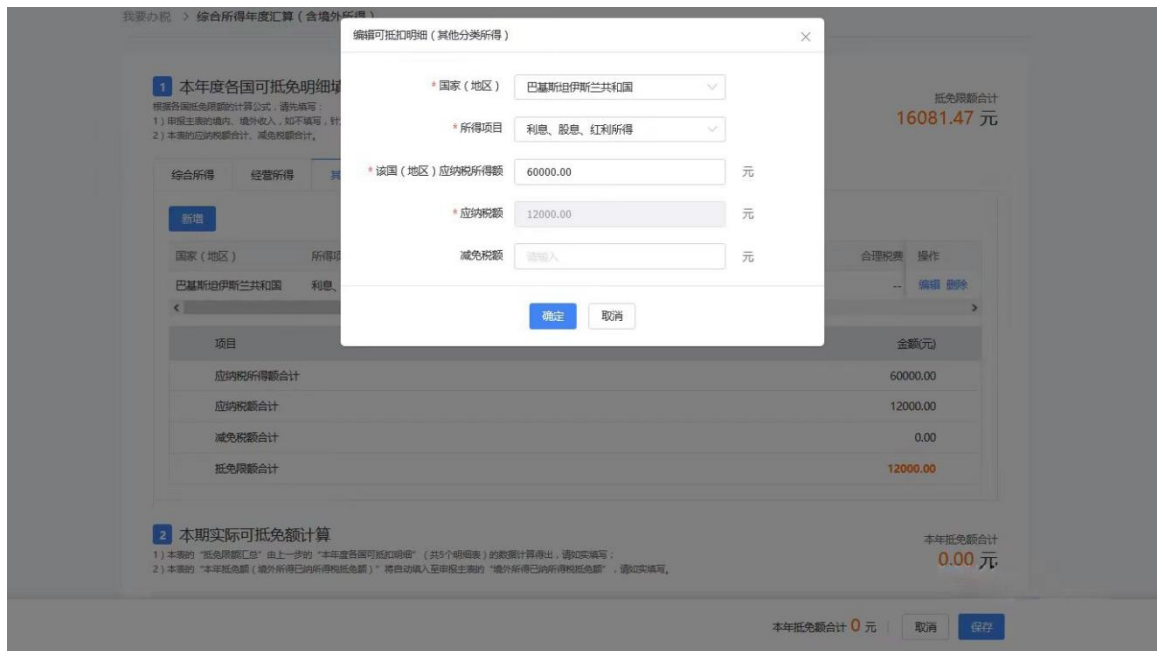 我要办税 > 综合所得年度汇算(含境外所得)
编辑可抵扣明细(其他分类所得)
1 本年度各国可抵免明细填
根据各国抵免限额的计算公式,请先填写:
1)申报主表的境内、境外收入,如不填写,针
2)本表的应纳税额合计、减免税额合计。
抵免限额合计
16081.47 元
* 国家(地区) 巴基斯坦伊斯兰共和国
* 所得项目 利息、股息、红利所得
* 该国(地区)应纳税所得额 60000.00 元
* 应纳税额 12000.00 元
减免税额 请输入 元
确定 取消
综合所得 经营所得 其
新增
国家(地区) 所得项 合理税费 操作
巴基斯坦伊斯兰共和国 利息、 -- 编辑 删除
项目 金额(元)
应纳税所得额合计 60000.00
应纳税额合计 12000.00
减免税额合计 0.00
抵免限额合计 12000.00
2 本期实际可抵免额计算
1)本表的“抵免限额汇总”由上一步的“本年度各国可抵扣明细”(共5个明细表)的数据计算得出,请如实填写;
2)本表的“本年抵免额(境外所得已纳所得税抵免额)”将自动填入至申报主表的“境外所得已纳所得税抵免额”,请如实填写。
本年抵免额合计
0.00 元
本年抵免额合计 0 元 取消 保存